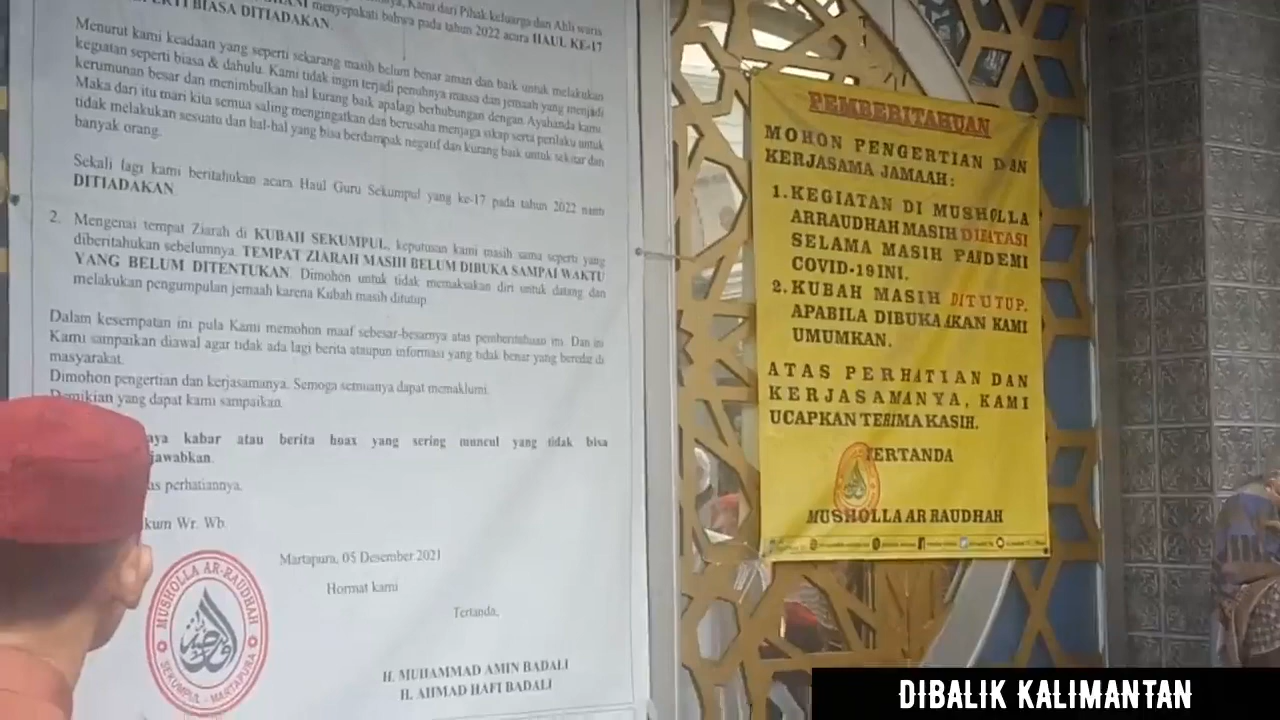 menyepakati bahwa pada tahun 2022 acara HAUL KE-17
BIASA DITIADAKAN.
Menurut kami keadaan yang seperti sekarang masih belum benar aman dan baik untuk melakukan
kegiatan seperti biasa & dahulu. Kami tidak ingin terjadi penuhnya massa dan jemaah yang menjadi
kerumunan besar dan menimbulkan hal kurang baik apalagi berhubungan dengan Ayahanda kami.
Maka dari itu mari kita semua saling mengingatkan dan berusaha menjaga sikap serta perilaku untuk
tidak melakukan sesuatu dan hal-hal yang bisa berdampak negatif dan kurang baik untuk sekitar dan
banyak orang.
Sekali lagi kami beritahukan acara Haul Guru Sekumpul yang ke-17 pada tahun 2022 nanti
DITIADAKAN.
2. Mengenai tempat Ziarah di KUBAH SEKUMPUL, keputusan kami masih sama seperti yang
diberitahukan sebelumnya. TEMPAT ZIARAH MASIH BELUM DIBUKA SAMPAI WAKTU
YANG BELUM DITENTUKAN. Dimohon untuk tidak memaksakan diri untuk datang dan
melakukan pengumpulan jemaah karena Kubah masih ditutup.
Dalam kesempatan ini pula Kami memohon maaf sebesar-besarnya atas pemberitahuan ini. Dan ini
Kami sampaikan diawal agar tidak ada lagi berita ataupun informasi yang tidak benar yang beredar di
masyarakat.
Dimohon pengertian dan kerjasamanya. Semoga semuanya dapat memaklumi.
Demikian yang dapat kami sampaikan.
kabar atau berita hoax yang sering muncul yang tidak bisa
perhatiannya.
Wr. Wb.
Martapura, 05 Desember 2021
Hormat kami
Tertanda,
H. MUHAMMAD AMIN BADALI
H. AHMAD HAFI BADALI
MUSHOLLA AR-RAUDHAH
SEKUMPUL - MARTAPURA
PEMBERITAHUAN
MOHON PENGERTIAN DAN
KERJASAMA JAMAAH :
1. KEGIATAN DI MUSHOLLA
ARRAUDHAH MASIH DIBATASI
SELAMA MASIH PANDEMI
COVID-19 INI.
2. KUBAH MASIH DITUTUP.
APABILA DIBUKA AKAN KAMI
UMUMKAN.
ATAS PERHATIAN DAN
KERJASAMANYA, KAMI
UCAPKAN TERIMA KASIH.
TERTANDA
MUSHOLLA AR RAUDHAH
DIBALIK KALIMANTAN